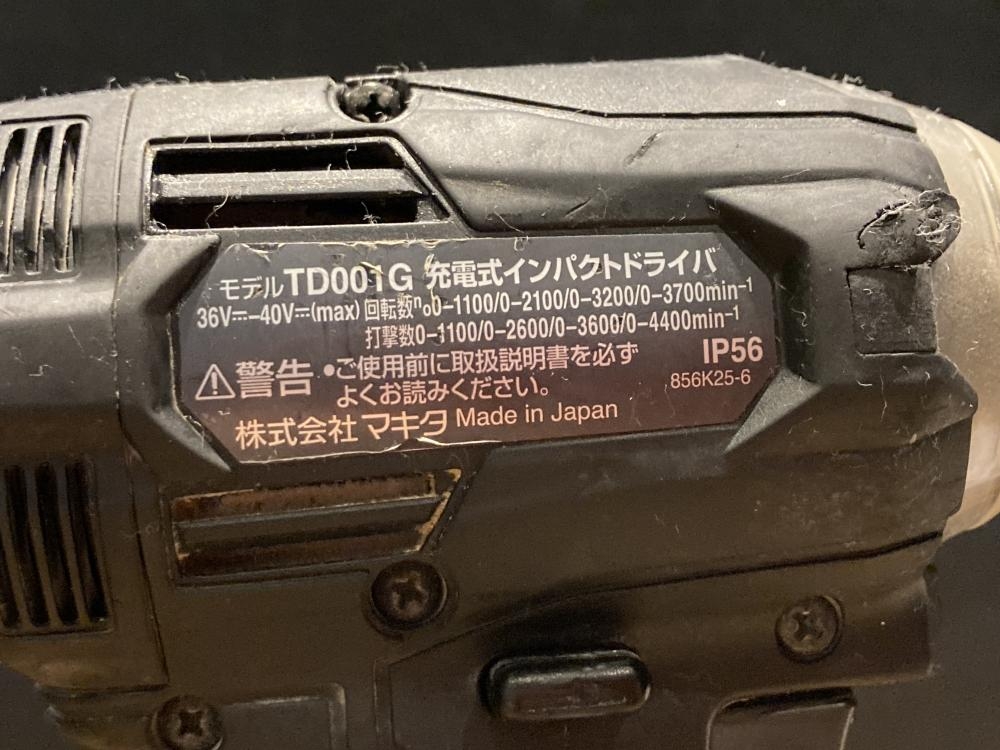 モデルTD001G 充電式インパクトドライバ
36V⎓–40V⎓(max) 回転数n₀0-1100/0-2100/0-3200/0-3700min⁻¹
打撃数0-1100/0-2600/0-3600/0-4400min⁻¹
⚠警告 •ご使用前に取扱説明書を必ず
よくお読みください。
IP56
856K25-6
株式会社 マキタ Made in Japan